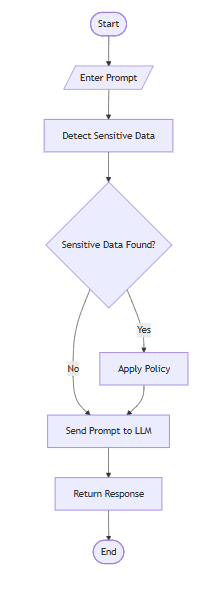 Start
Enter Prompt
Detect Sensitive Data
Sensitive Data Found?
Yes
No
Apply Policy
Send Prompt to LLM
Return Response
End